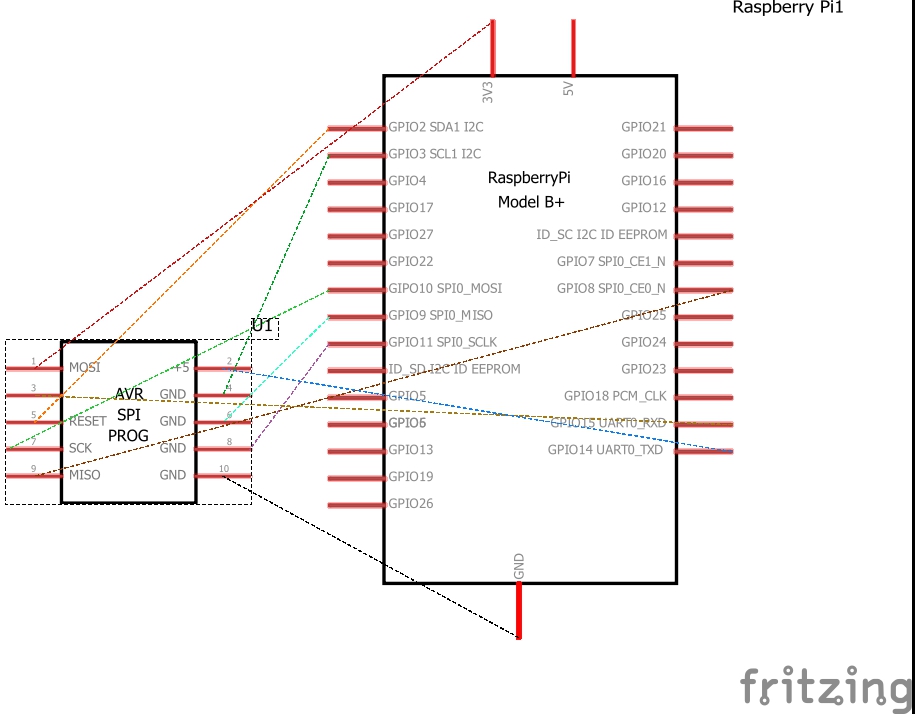 Raspberry Pi1
3V3
5V
GPIO2 SDA1 I2C
GPIO21
GPIO3 SCL1 I2C
GPIO20
GPIO4
RaspberryPi
GPIO16
GPIO17
Model B+
GPIO12
GPIO27
ID_SC I2C ID EEPROM
GPIO22
GPIO7 SPI0_CE1_N
GIPO10 SPI0_MOSI
GPIO8 SPI0_CE0_N
GPIO9 SPI0_MISO
GPIO25
GPIO11 SPI0_SCLK
GPIO24
ID_SD I2C ID EEPROM
GPIO23
GPIO5
GPIO18 PCM_CLK
GPIO6
GPIO15 UART0_RXD
GPIO13
GPIO14 UART0_TXD
GPIO19
GPIO26
GND
U1
1
MOSI
+5
2
3
AVR
GND
4
5
RESET
SPI
GND
6
7
SCK
PROG
GND
8
9
MISO
GND
10
fritzing